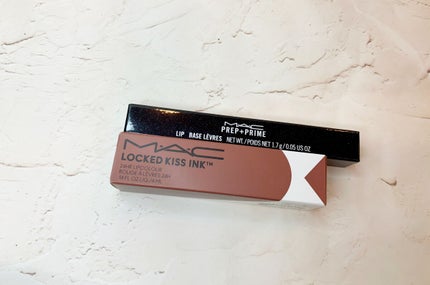 MAC
PREP+PRIME
LIP BASE LÈVRES
NET WT./POIDS NET 1.7 g / 0.05 US OZ
MAC
LOCKED KISS INK™
24HR LIPCOLOUR
ROUGE À LÈVRES 24H